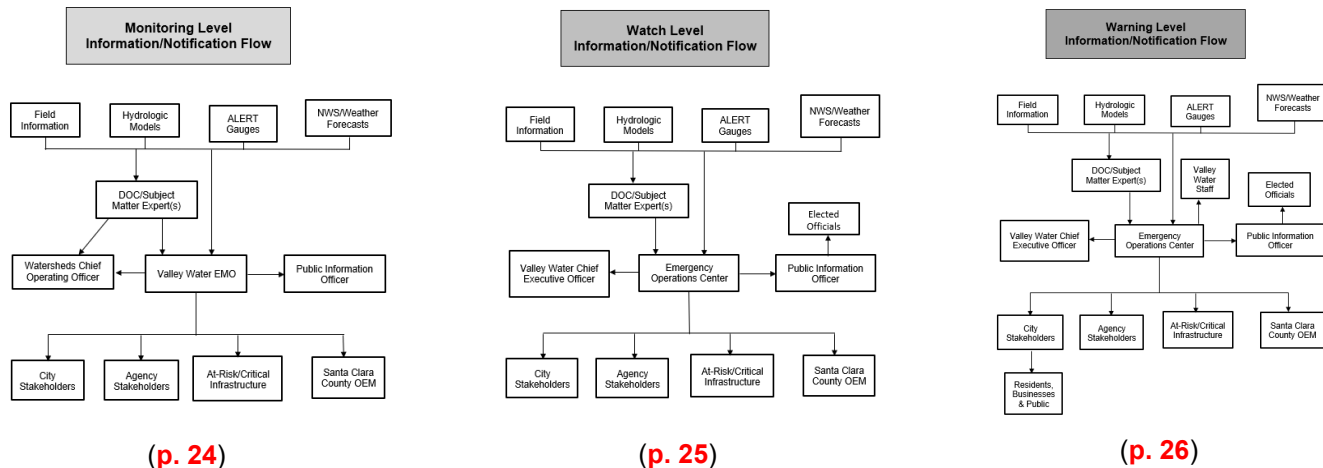 Monitoring Level
Information/Notification Flow
Field
Information
Hydrologic
Models
ALERT
Gauges
NWS/Weather
Forecasts
DOC/Subject
Matter Expert(s)
Watersheds Chief
Operating Officer
Valley Water EMO
Public Information
Officer
City
Stakeholders
Agency
Stakeholders
At-Risk/Critical
Infrastructure
Santa Clara
County OEM
(p. 24)
Watch Level
Information/Notification Flow
Field
Information
Hydrologic
Models
ALERT
Gauges
NWS/Weather
Forecasts
DOC/Subject
Matter Expert(s)
Elected
Officials
Valley Water Chief
Executive Officer
Emergency
Operations Center
Public Information
Officer
City
Stakeholders
Agency
Stakeholders
At-Risk/Critical
Infrastructure
Santa Clara
County OEM
(p. 25)
Warning Level
Information/Notification Flow
Field
Information
Hydrologic
Models
ALERT
Gauges
NWS/Weather
Forecasts
DOC/Subject
Matter Expert(s)
Valley
Water
Staff
Elected
Officials
Valley Water Chief
Executive Officer
Emergency
Operations Center
Public Information
Officer
City
Stakeholders
Agency
Stakeholders
At-Risk/Critical
Infrastructure
Santa Clara
County OEM
Residents,
Businesses
& Public
(p. 26)